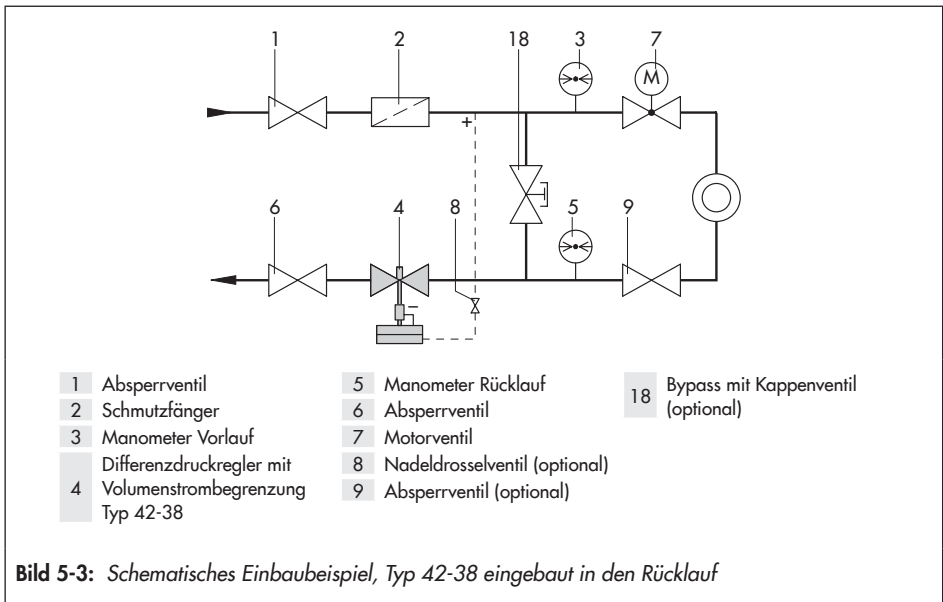 1 2 18 3 7
M
+
6 4 8 5 9
–
1 Absperrventil
2 Schmutzfänger
3 Manometer Vorlauf
4 Differenzdruckregler mit
Volumenstrombegrenzung
Typ 42-38
5 Manometer Rücklauf
6 Absperrventil
7 Motorventil
8 Nadeldrosselventil (optional)
9 Absperrventil (optional)
18 Bypass mit Kappenventil
(optional)
Bild 5-3: Schematisches Einbaubeispiel, Typ 42-38 eingebaut in den Rücklauf